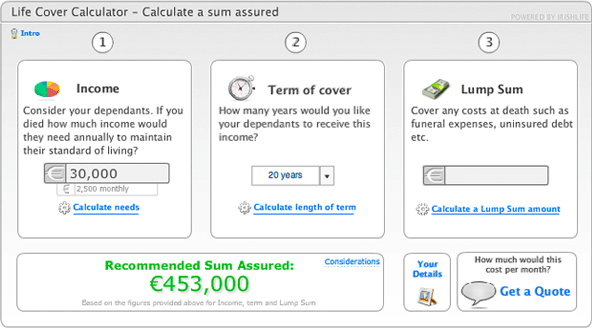 Life Cover Calculator - Calculate a sum assured
POWERED BY IRISHLIFE
Intro
1
2
3
Income
Consider your dependants. If you
died how much income would
they need annually to maintain
their standard of living?
€ 30,000
€ 2,500 monthly
Calculate needs
Term of cover
How many years would you like
your dependants to receive this
income?
20 years
Calculate length of term
Lump Sum
Cover any costs at death such as
funeral expenses, uninsured debt
etc.
€
Calculate a Lump Sum amount
Considerations
Recommended Sum Assured:
€453,000
Based on the figures provided above for Income, term and Lump Sum
Your
Details
How much would this
cost per month?
Get a Quote